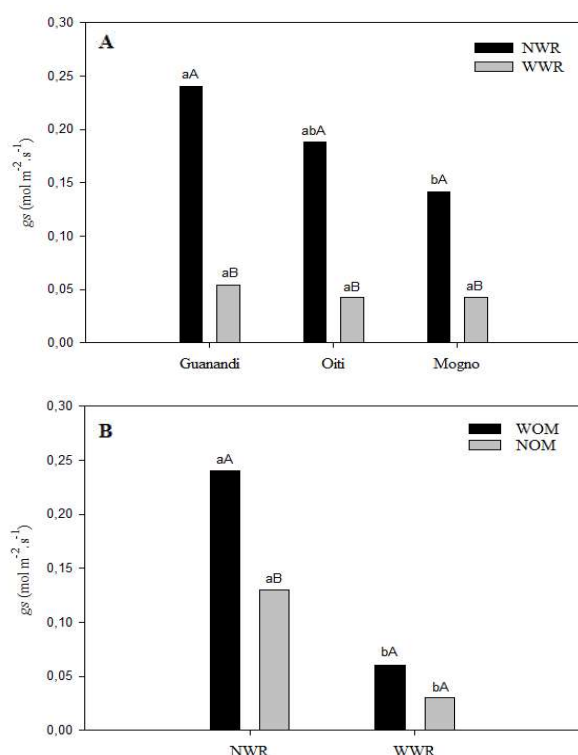 A
NWR
WWR
gs (mol m⁻².s⁻¹)
0,30
0,25
0,20
0,15
0,10
0,05
0,00
aA
aB
abA
aB
bA
aB
Guanandi Oiti Mogno
B
WOM
NOM
gs (mol m⁻².s⁻¹)
0,30
0,25
0,20
0,15
0,10
0,05
0,00
aA
aB
bA
bA
NWR WWR